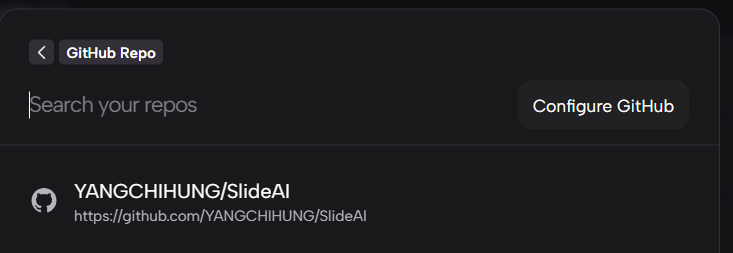 GitHub Repo
Search your repos
Configure GitHub
YANGCHIHUNG/SlideAI
https://github.com/YANGCHIHUNG/SlideAI